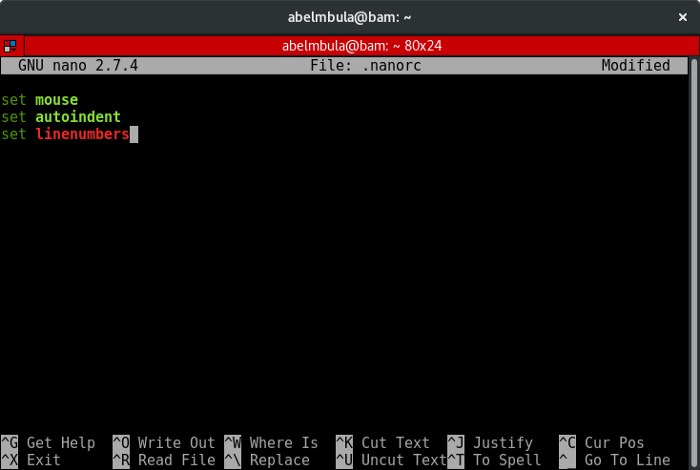 abelmbula@bam: ~
abelmbula@bam: ~ 80x24
GNU nano 2.7.4 File: .nanorc Modified
set mouse
set autoindent
set linenumbers
^G Get Help ^O Write Out ^W Where Is ^K Cut Text ^J Justify ^C Cur Pos
^X Exit ^R Read File ^\ Replace ^U Uncut Text^T To Spell ^_ Go To Line